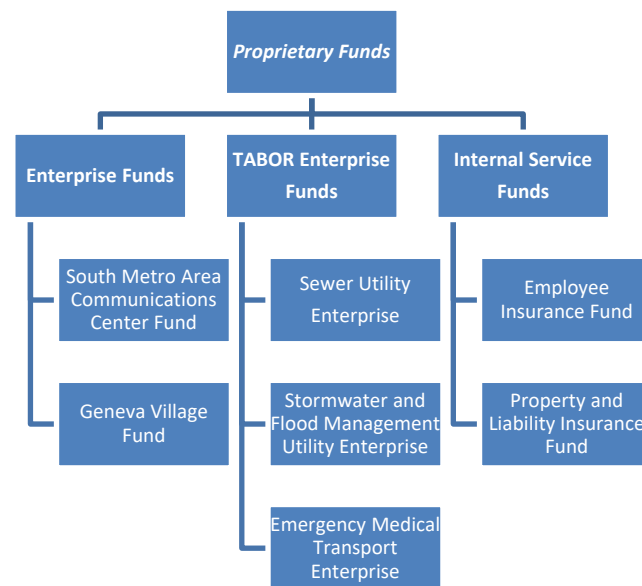 Proprietary Funds
Enterprise Funds
TABOR Enterprise
Funds
Internal Service
Funds
South Metro Area
Communications
Center Fund
Geneva Village
Fund
Sewer Utility
Enterprise
Stormwater and
Flood Management
Utility Enterprise
Emergency Medical
Transport
Enterprise
Employee
Insurance Fund
Property and
Liability Insurance
Fund